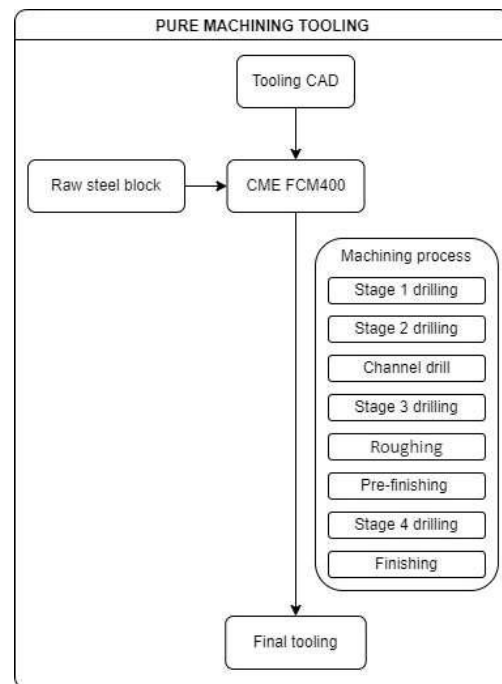 PURE MACHINING TOOLING
Tooling CAD
Raw steel block
CME FCM400
Machining process
Stage 1 drilling
Stage 2 drilling
Channel drill
Stage 3 drilling
Roughing
Pre-finishing
Stage 4 drilling
Finishing
Final tooling